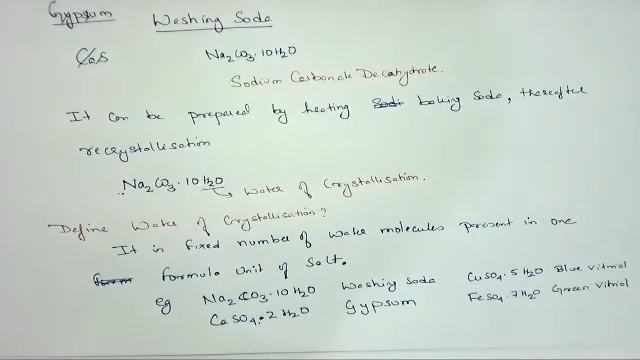 Gypsum Washing Soda
CaS Na2CO3·10H2O
Sodium Carbonate Decahydrate.
It can be prepared by heating Sodi baking Soda, thereafter
recrystallisation
Na2CO3·10H2O → Water of Crystallisation.
Define Water of Crystallisation?
It is fixed number of water molecules present in one
Form formula unit of Salt.
eg Na2CO3·10H2O Washing Soda CuSO4·5H2O Blue Vitriol
CaSO4·2H2O Gypsum FeSO4·7H2O Green Vitriol